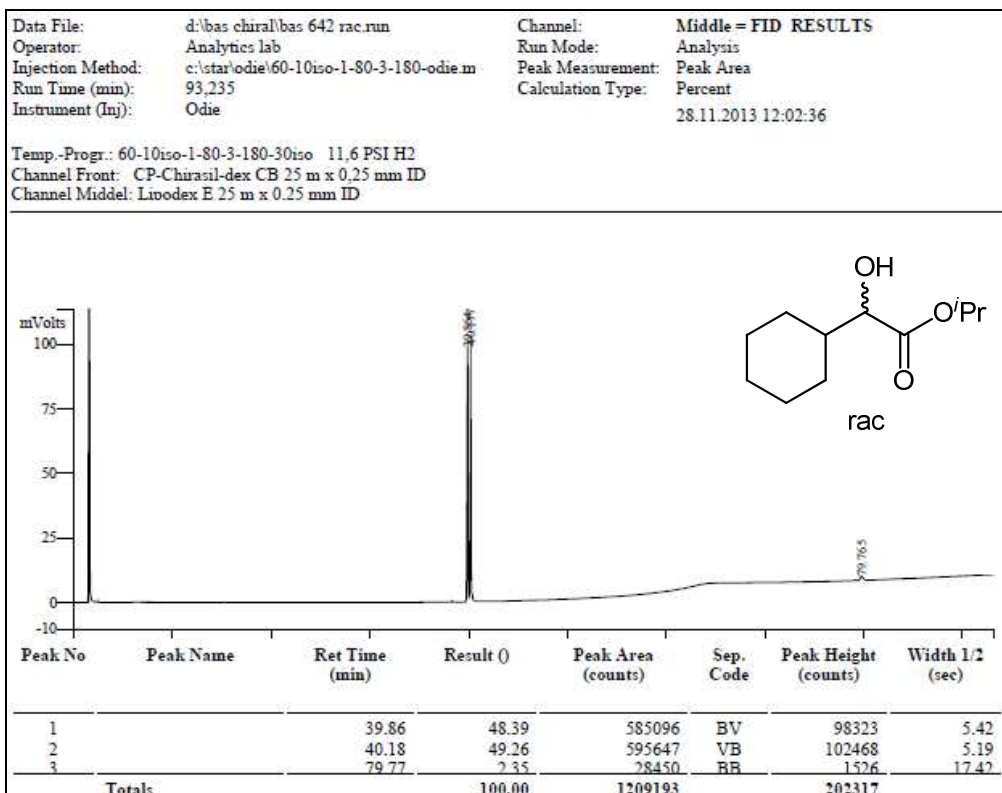 Data File: d:\bas chiral\bas 642 rac.run Channel: Middle = FID RESULTS
Operator: Analytics lab Run Mode: Analysis
Injection Method: c:\star\odie\60-10iso-1-80-3-180-odie.m Peak Measurement: Peak Area
Run Time (min): 93,235 Calculation Type: Percent
Instrument (Inj): Odie
28.11.2013 12:02:36
Temp.-Progr.: 60-10iso-1-80-3-180-30iso 11,6 PSI H2
Channel Front: CP-Chirasil-dex CB 25 m x 0,25 mm ID
Channel Middel: Lipodex E 25 m x 0.25 mm ID
OH
OiPr
O
rac
mVolts
100
75
50
25
0
-10
79.765
Peak No Peak Name Ret Time (min) Result () Peak Area (counts) Sep. Code Peak Height (counts) Width 1/2 (sec)
1 39.86 48.39 585096 BV 98323 5.42
2 40.18 49.26 595647 VB 102468 5.19
3 79.77 2.35 28450 BB 1526 17.42
Totals 100.00 1209193 202317